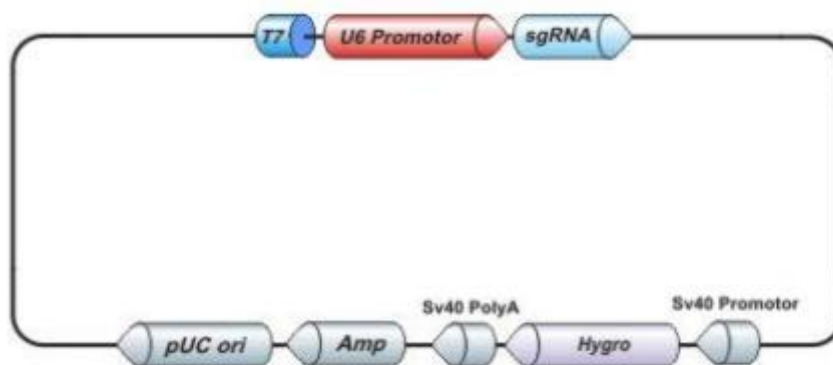 T7
U6 Promotor
sgRNA
Sv40 PolyA
Sv40 Promotor
pUC ori
Amp
Hygro